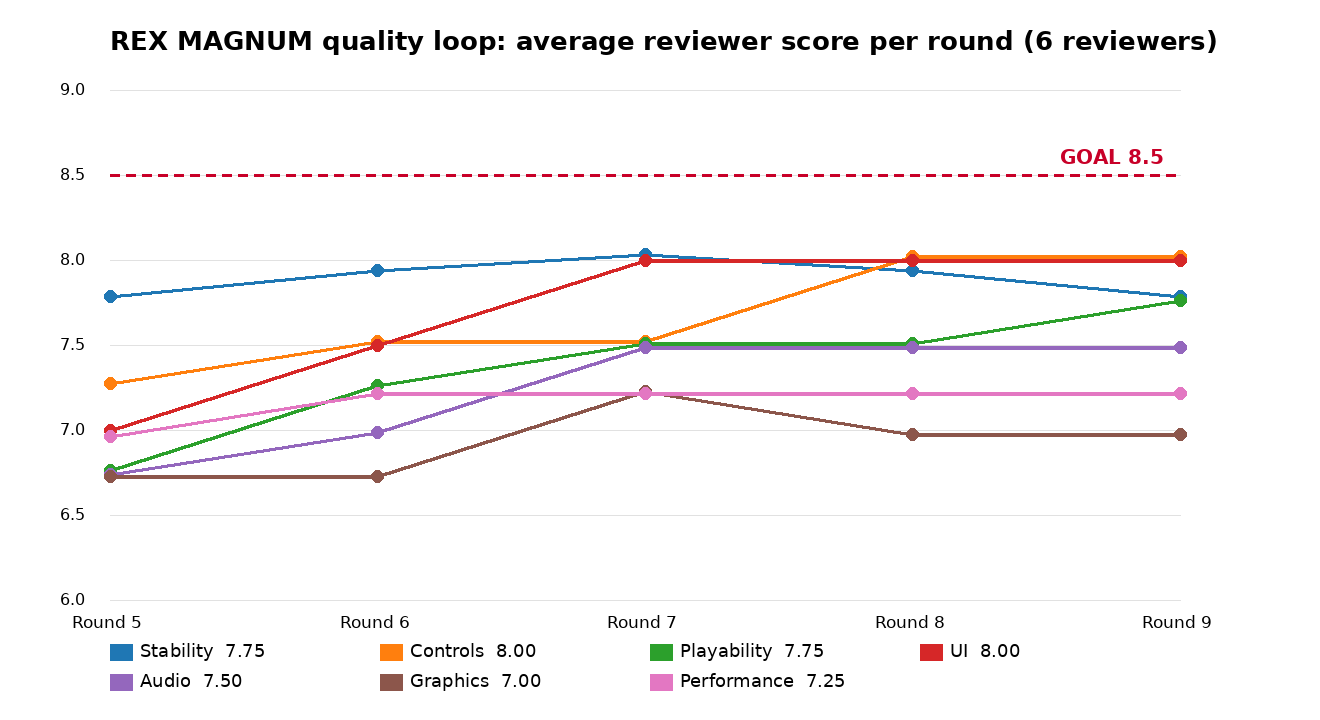 REX MAGNUM quality loop: average reviewer score per round (6 reviewers)
9.0
GOAL 8.5
8.5
8.0
7.5
7.0
6.5
6.0
Round 5 Round 6 Round 7 Round 8 Round 9
Stability 7.75 Controls 8.00 Playability 7.75 UI 8.00
Audio 7.50 Graphics 7.00 Performance 7.25